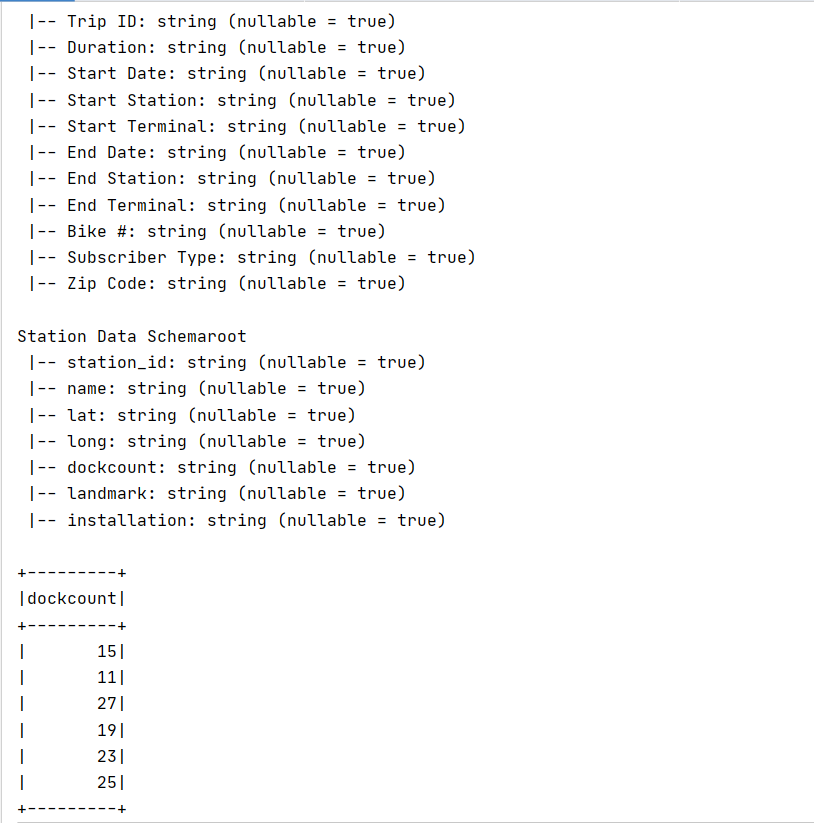 |-- Trip ID: string (nullable = true)
|-- Duration: string (nullable = true)
|-- Start Date: string (nullable = true)
|-- Start Station: string (nullable = true)
|-- Start Terminal: string (nullable = true)
|-- End Date: string (nullable = true)
|-- End Station: string (nullable = true)
|-- End Terminal: string (nullable = true)
|-- Bike #: string (nullable = true)
|-- Subscriber Type: string (nullable = true)
|-- Zip Code: string (nullable = true)

Station Data Schemaroot
|-- station_id: string (nullable = true)
|-- name: string (nullable = true)
|-- lat: string (nullable = true)
|-- long: string (nullable = true)
|-- dockcount: string (nullable = true)
|-- landmark: string (nullable = true)
|-- installation: string (nullable = true)

+---------+
|dockcount|
+---------+
|       15|
|       11|
|       27|
|       19|
|       23|
|       25|
+---------+